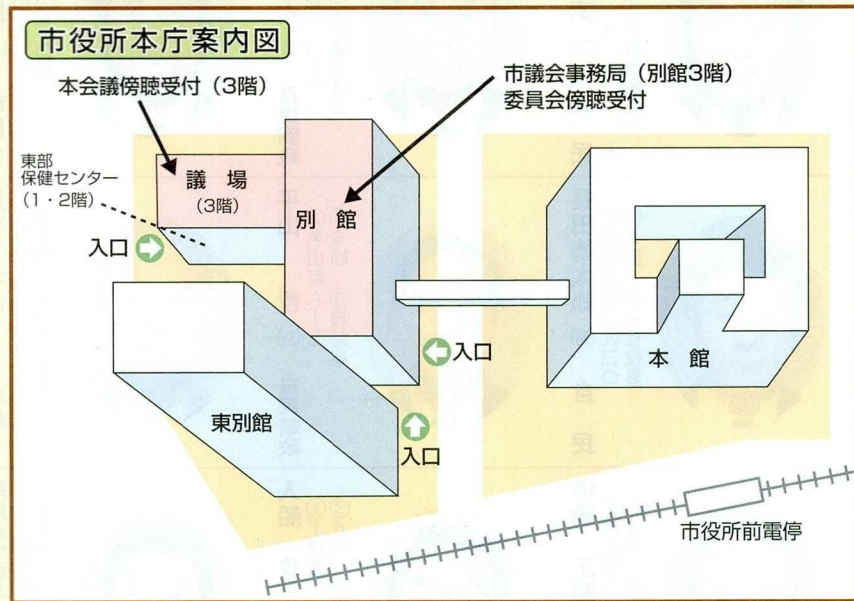 市役所本庁案内図
本会議傍聴受付（3階）
市議会事務局（別館3階）
委員会傍聴受付
東部
保健センター
（1・2階）
議　場
（3階）
別　館
入口
入口
本　館
東別館
入口
市役所前電停